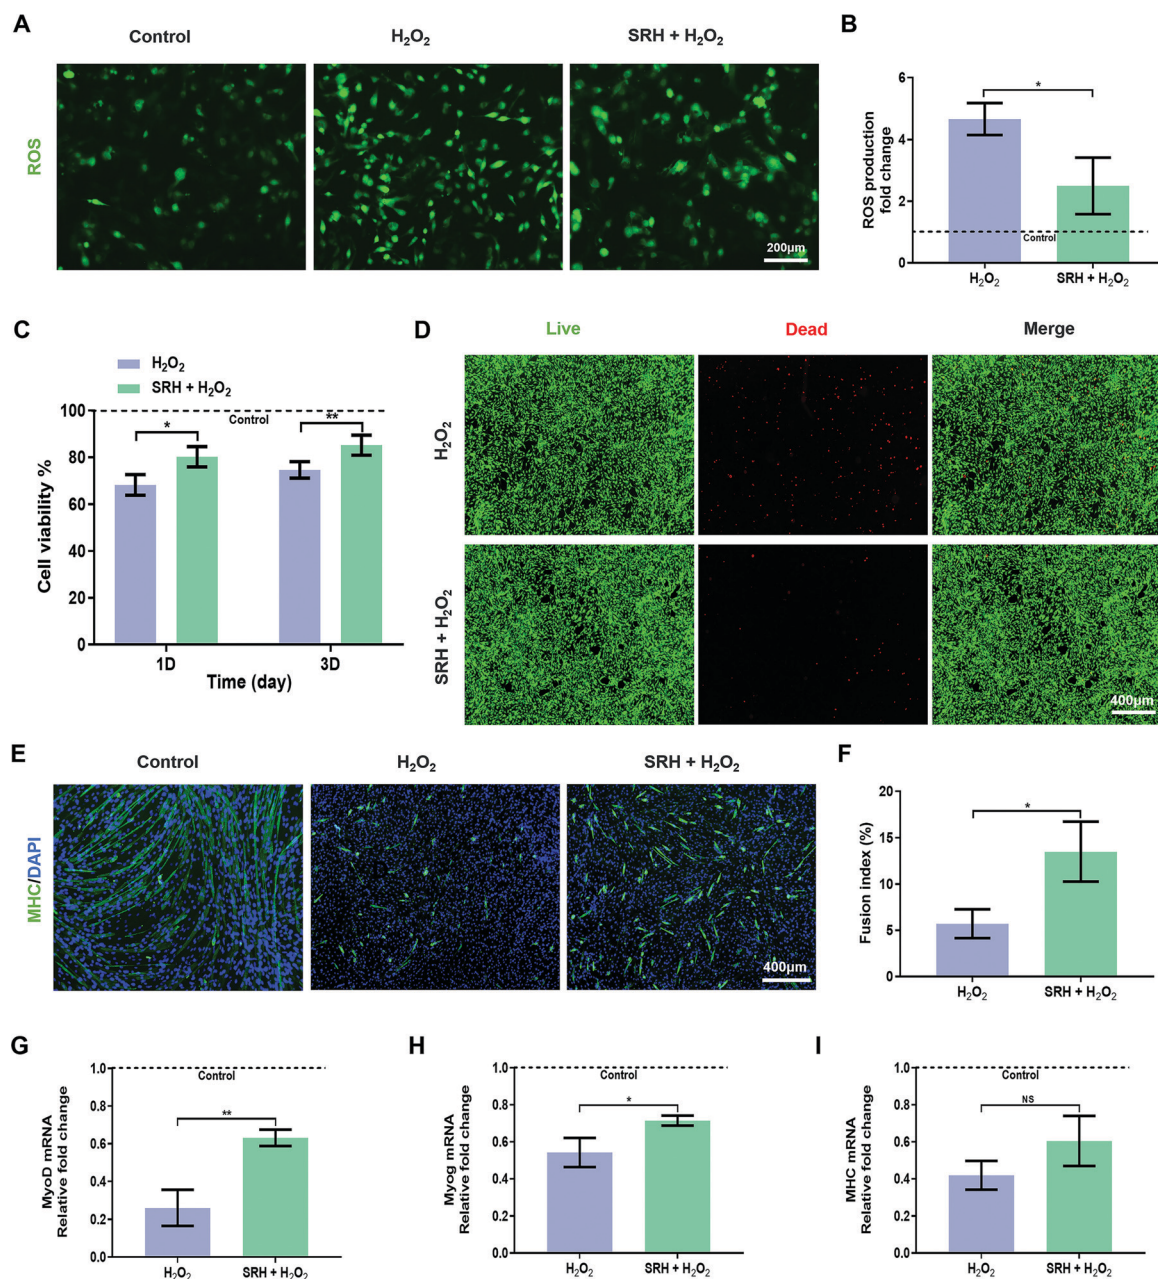 A
Control
H₂O₂
SRH + H₂O₂
ROS
200μm
B
ROS production
fold change
6
4
2
0
Control
*
H₂O₂
SRH + H₂O₂
C
H₂O₂
SRH + H₂O₂
Cell viability %
100
80
60
40
20
0
Control
*
**
1D
3D
Time (day)
D
Live
Dead
Merge
H₂O₂
SRH + H₂O₂
400μm
E
Control
H₂O₂
SRH + H₂O₂
MHC/DAPI
400μm
F
Fusion index (%)
20
15
10
5
0
*
H₂O₂
SRH + H₂O₂
G
MyoD mRNA
Relative fold change
1.0
0.8
0.6
0.4
0.2
0.0
Control
**
H₂O₂
SRH + H₂O₂
H
Myog mRNA
Relative fold change
1.0
0.8
0.6
0.4
0.2
0.0
Control
*
H₂O₂
SRH + H₂O₂
I
MHC mRNA
Relative fold change
1.0
0.8
0.6
0.4
0.2
0.0
Control
NS
H₂O₂
SRH + H₂O₂